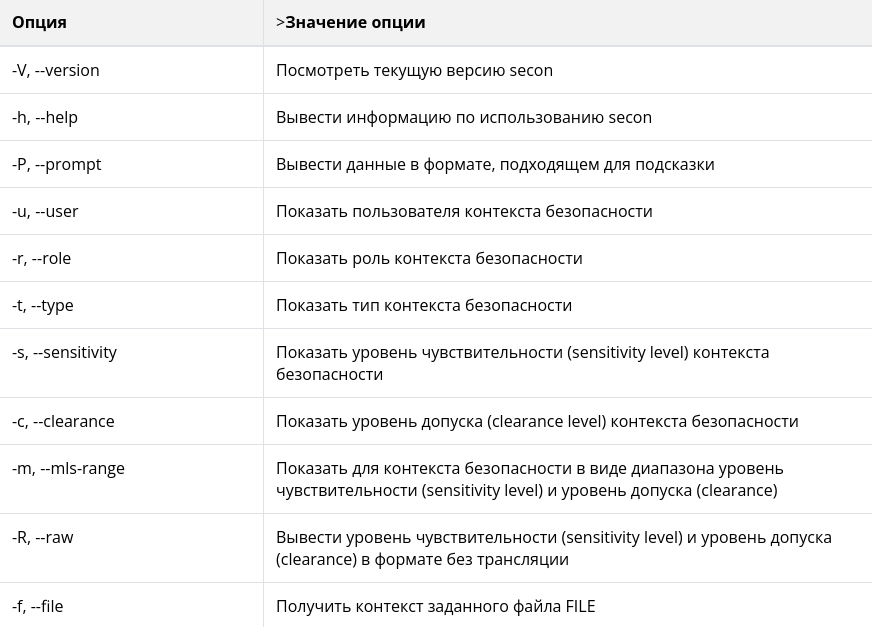 Опция >Значение опции
-V, --version Посмотреть текущую версию secon
-h, --help Вывести информацию по использованию secon
-P, --prompt Вывести данные в формате, подходящем для подсказки
-u, --user Показать пользователя контекста безопасности
-r, --role Показать роль контекста безопасности
-t, --type Показать тип контекста безопасности
-s, --sensitivity Показать уровень чувствительности (sensitivity level) контекста
безопасности
-c, --clearance Показать уровень допуска (clearance level) контекста безопасности
-m, --mls-range Показать для контекста безопасности в виде диапазона уровень
чувствительности (sensitivity level) и уровень допуска (clearance)
-R, --raw Вывести уровень чувствительности (sensitivity level) и уровень допуска
(clearance) в формате без трансляции
-f, --file Получить контекст заданного файла FILE